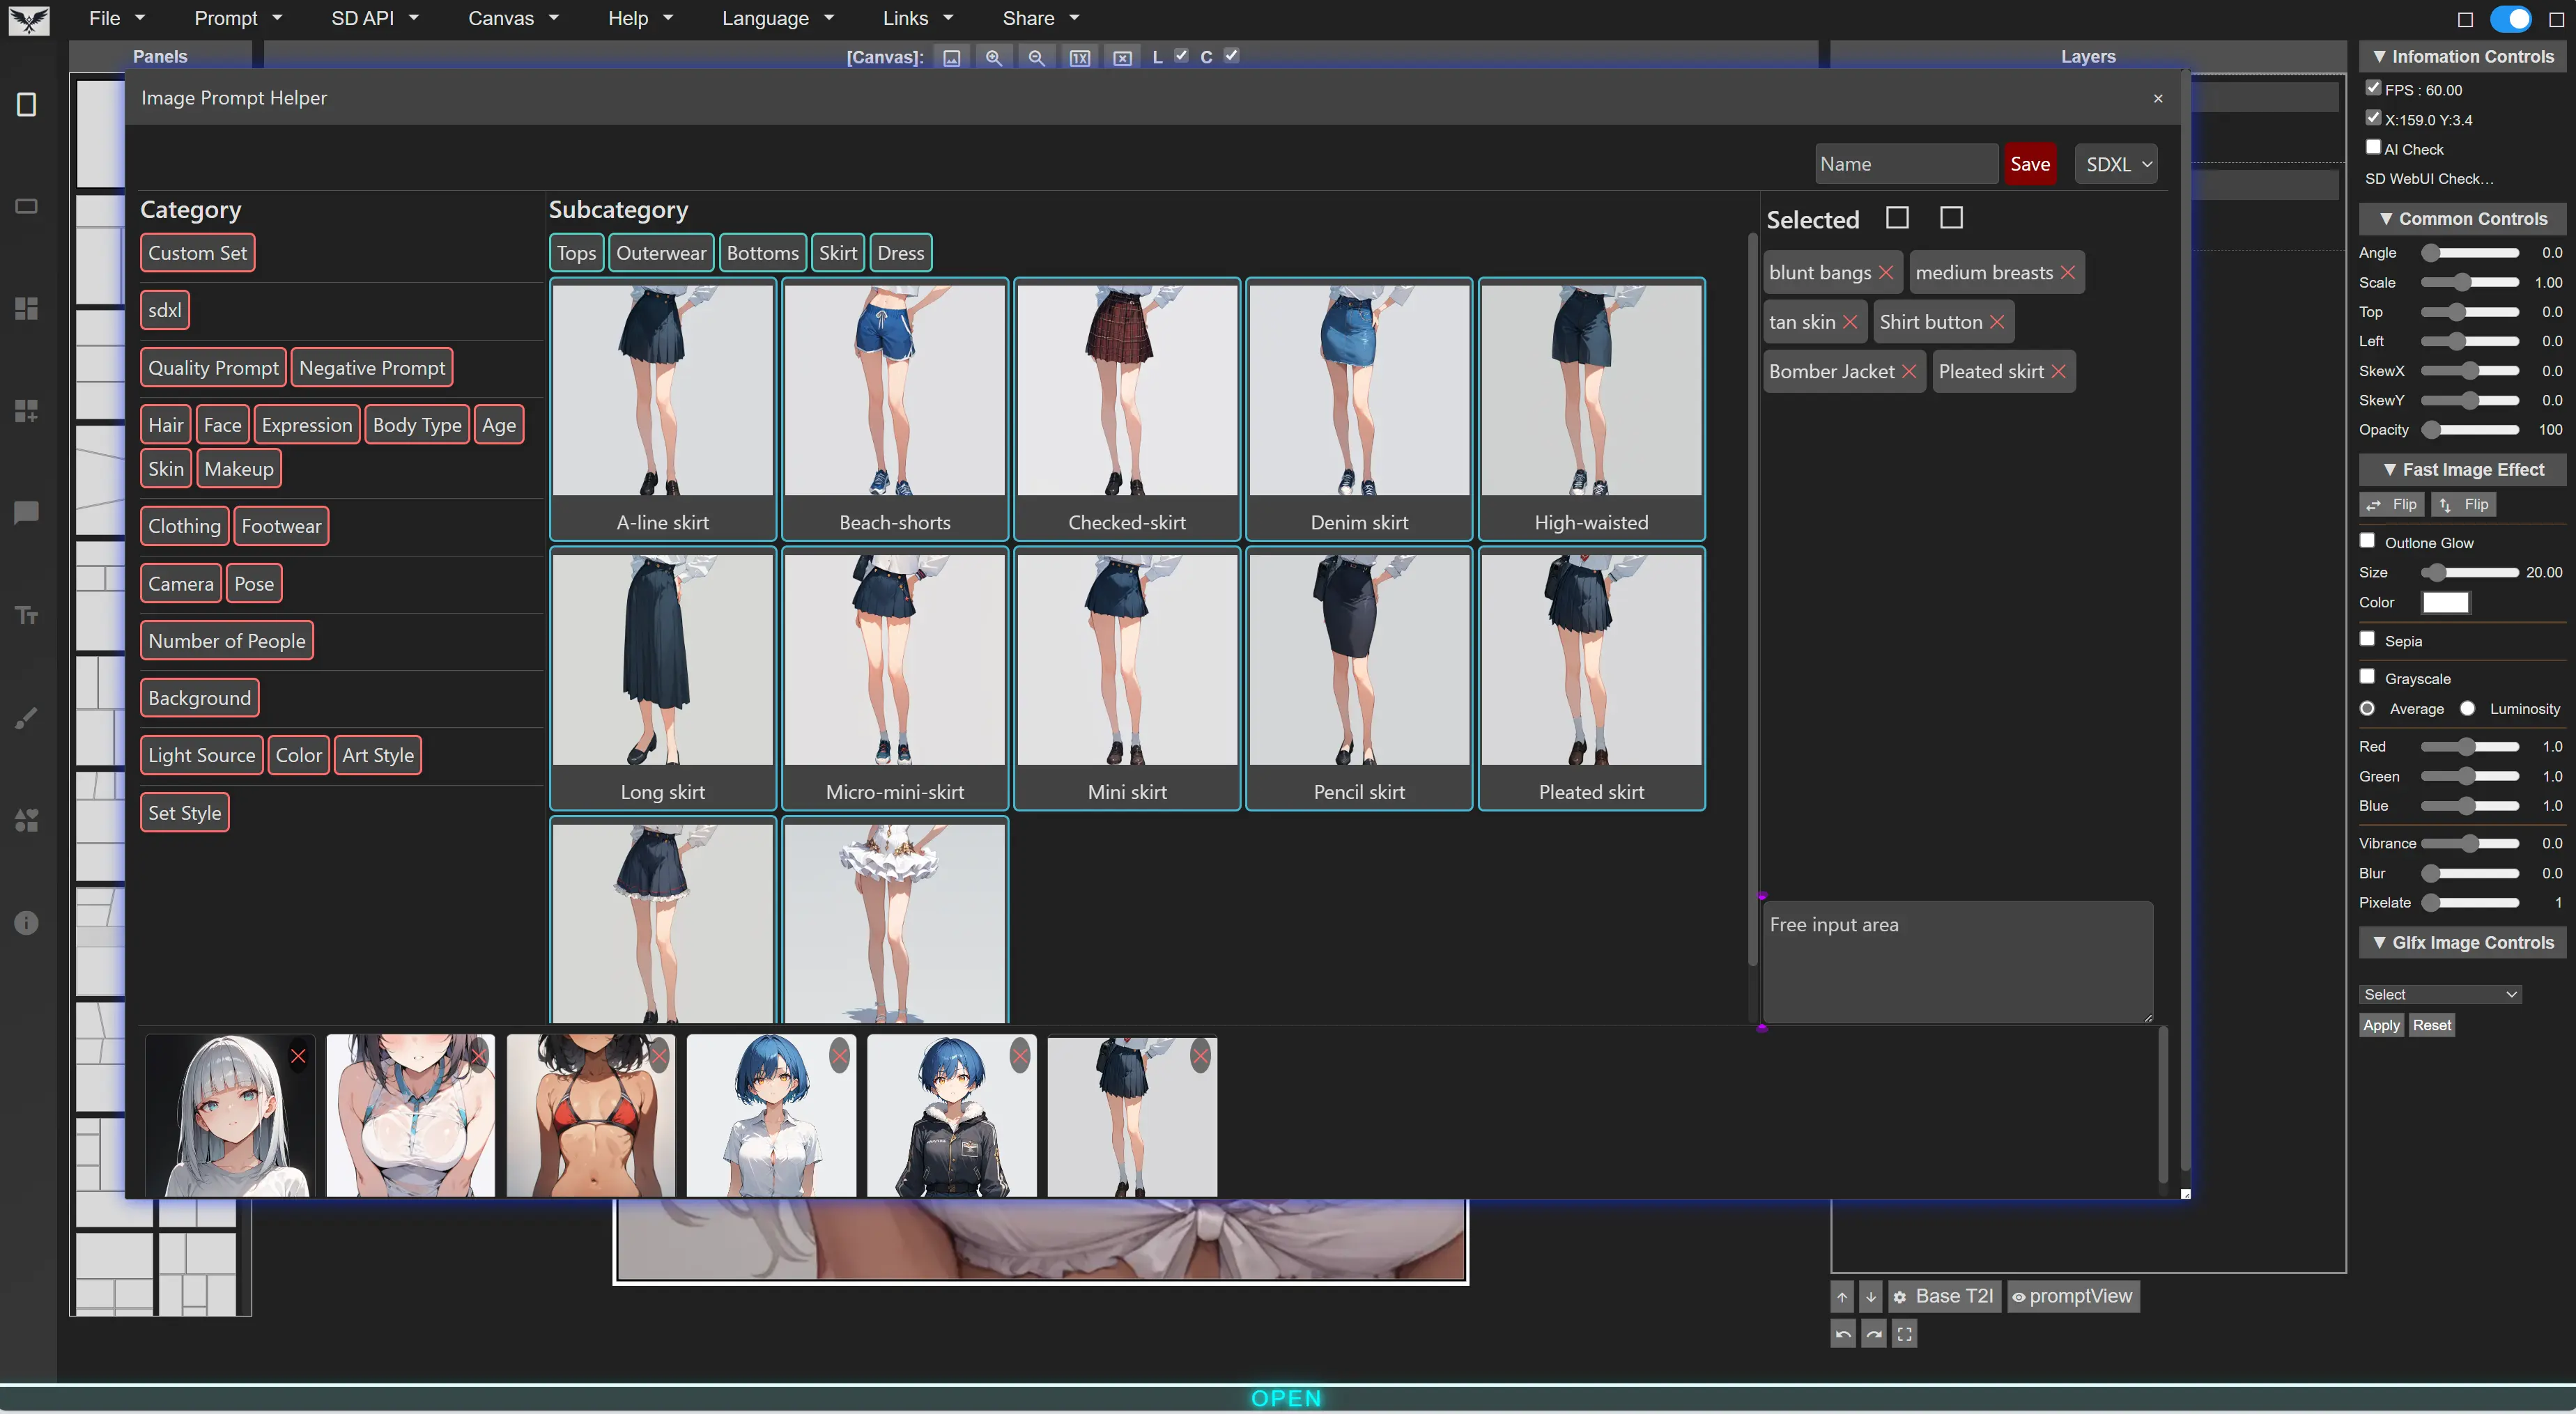 File Prompt SD API Canvas Help Language Links Share
Panels
[Canvas]: 1X L C
Layers
Image Prompt Helper
Name Save SDXL
Category
Custom Set
sdxl
Quality Prompt Negative Prompt
Hair Face Expression Body Type Age
Skin Makeup
Clothing Footwear
Camera Pose
Number of People
Background
Light Source Color Art Style
Set Style
Subcategory
Tops Outerwear Bottoms Skirt Dress
A-line skirt Beach-shorts Checked-skirt Denim skirt High-waisted
Long skirt Micro-mini-skirt Mini skirt Pencil skirt Pleated skirt
Selected
blunt bangs medium breasts
tan skin Shirt button
Bomber Jacket Pleated skirt
Free input area
Base T2I promptView
▼ Infomation Controls
FPS : 60.00
X:159.0 Y:3.4
AI Check
SD WebUI Check...
▼ Common Controls
Angle 0.0
Scale 1.00
Top 0.0
Left 0.0
SkewX 0.0
SkewY 0.0
Opacity 100
▼ Fast Image Effect
Flip Flip
Outlone Glow
Size 20.00
Color
Sepia
Grayscale
Average Luminosity
Red 1.0
Green 1.0
Blue 1.0
Vibrance 0.0
Blur 0.0
Pixelate 1
▼ Glfx Image Controls
Select
Apply Reset
OPEN